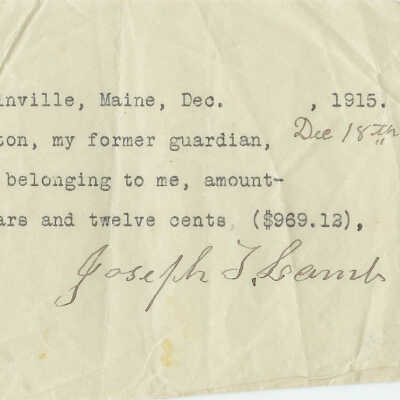 inville, Maine, Dec. , 1915.
Dec 18th
ton, my former guardian,
belonging to me, amount-
ars and twelve cents, ($969.12),
Joseph T. Lamb